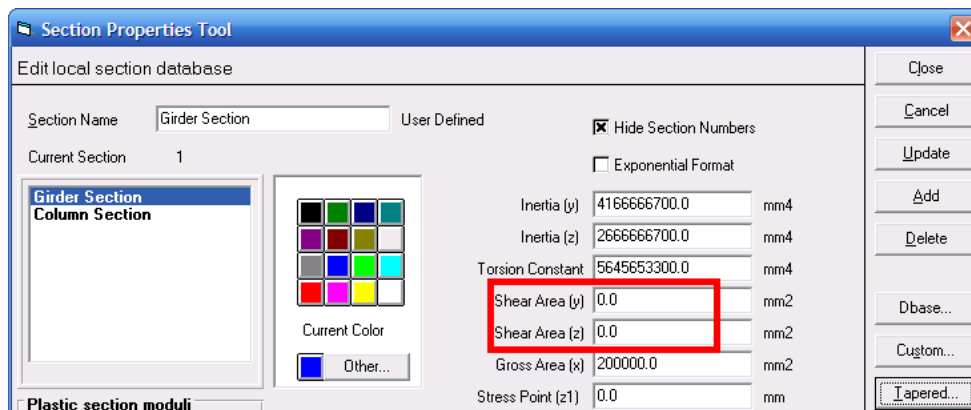 Section Properties Tool
Edit local section database
Close
Section Name Girder Section User Defined
Hide Section Numbers
Cancel
Current Section 1
Exponential Format
Update
Girder Section
Column Section
Inertia (y) 4166666700.0 mm4
Add
Inertia (z) 2666666700.0 mm4
Delete
Torsion Constant 5645653300.0 mm4
Shear Area (y) 0.0 mm2
Dbase...
Current Color
Shear Area (z) 0.0 mm2
Custom...
Other...
Gross Area (x) 200000.0 mm2
Tapered...
Stress Point (z1) 0.0 mm
Plastic section moduli